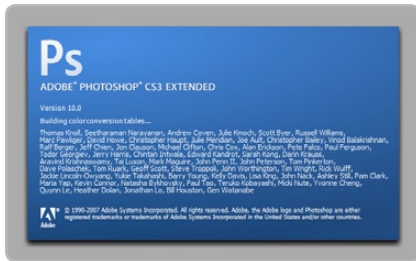 Ps
ADOBE® PHOTOSHOP® CS3 EXTENDED
Version 10.0
Building color conversion tables...
Thomas Knoll, Seetharaman Narayanan, Andrew Coven, Julie Kmoch, Scott Byer, Russell Williams,
Marc Pawliger, David Howe, Christopher Haupt, Julie Meridian, Joe Ault, Christopher Bailey, Vinod Balakrishnan,
Ralf Berger, Jeff Chien, Jon Clauson, Michael Clifton, Chris Cox, Alan Erickson, Pete Falco, Paul Ferguson,
Todor Georgiev, Jerry Harris, Chintan Intwala, Edward Kandrot, Sarah Kong, Darin Krauss,
Aravind Krishnaswamy, Tai Luxon, Mark Maguire, John Penn II, John Peterson, Tom Pinkerton,
Dave Polaschek, Tom Ruark, Geoff Scott, Steve Troppoli, John Worthington, Tim Wright, Rick Wulff,
Jackie Lincoln-Owyang, Yukie Takahashi, Barry Young, Kelly Davis, Lisa King, John Nack, Ashley Still, Pam Clark,
Maria Yap, Kevin Connor, Natasha Bykhovsky, Paul Tao, Teruko Kobayashi, Micki Nute, Yvonne Cheng,
Quynn Le, Heather Dolan, Jonathan Lo, Bill Houston, Gen Watanabe
© 1990-2007 Adobe Systems Incorporated. All rights reserved. Adobe, the Adobe logo and Photoshop are either
registered trademarks or trademarks of Adobe Systems Incorporated in the United States and/or other countries.
Adobe